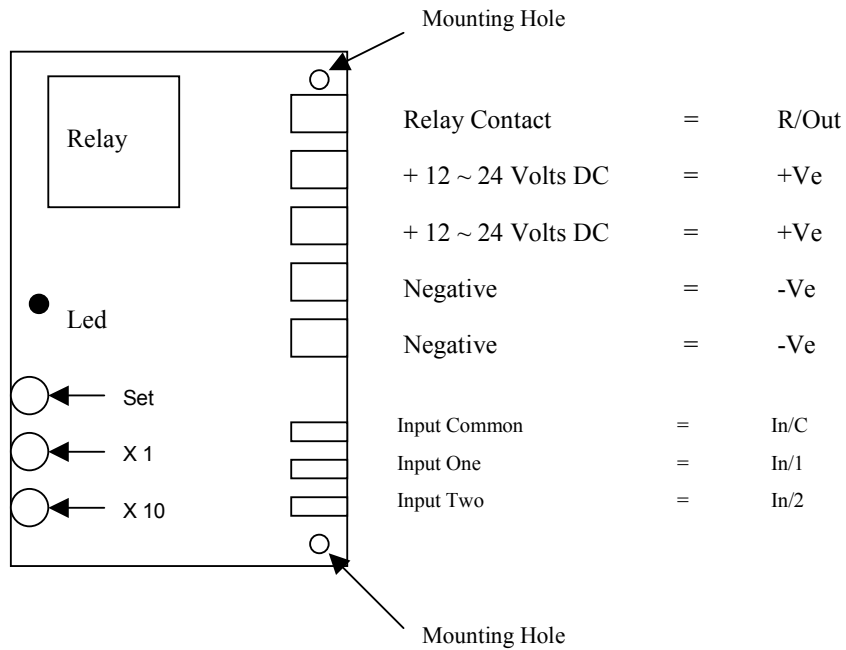 Mounting Hole
Relay
Relay Contact = R/Out
+ 12 ~ 24 Volts DC = +Ve
+ 12 ~ 24 Volts DC = +Ve
Negative = -Ve
Led
Negative = -Ve
Set
Input Common = In/C
X 1
Input One = In/1
X 10
Input Two = In/2
Mounting Hole